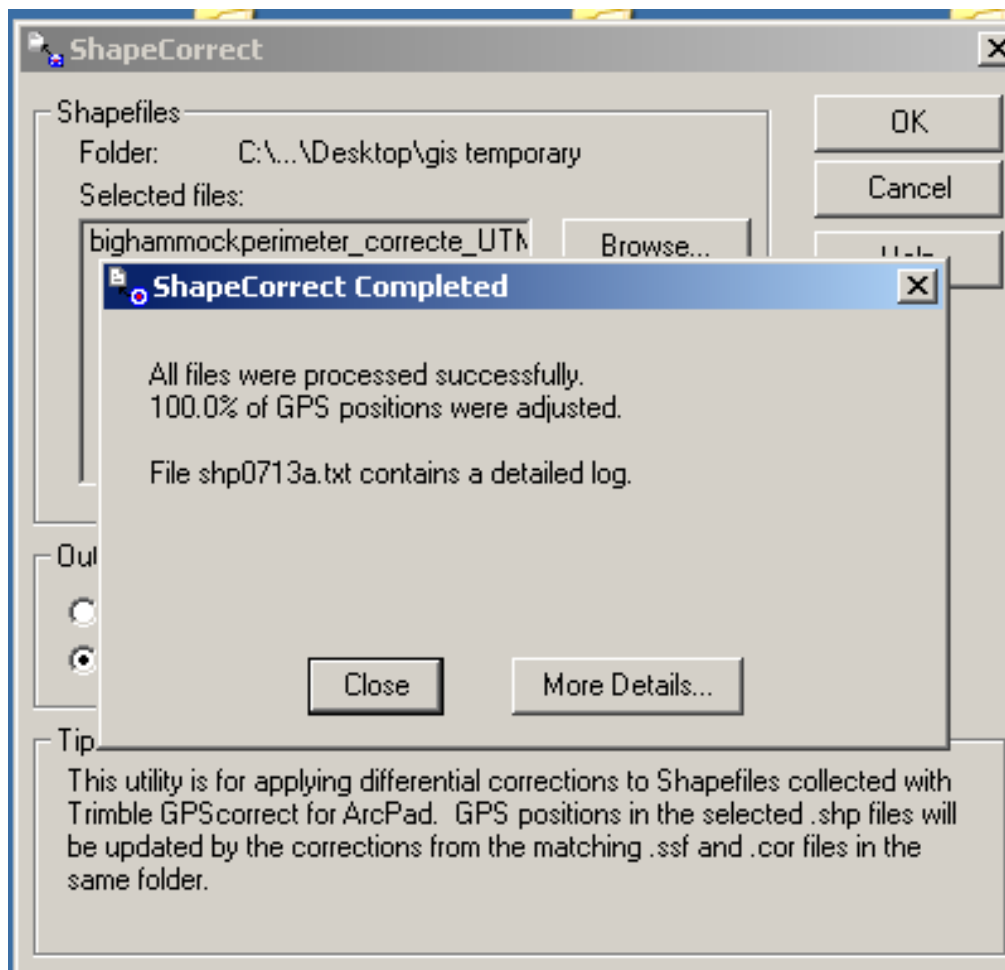 ShapeCorrect
Shapefiles
Folder: C:\...\Desktop\gis temporary
Selected files:
bighammockperimeter_correcte_UTM
Browse...
OK
Cancel
Help
ShapeCorrect Completed
All files were processed successfully.
100.0% of GPS positions were adjusted.
File shp0713a.txt contains a detailed log.
Close
More Details...
Out
Tip
This utility is for applying differential corrections to Shapefiles collected with
Trimble GPScorrect for ArcPad. GPS positions in the selected .shp files will
be updated by the corrections from the matching .ssf and .cor files in the
same folder.